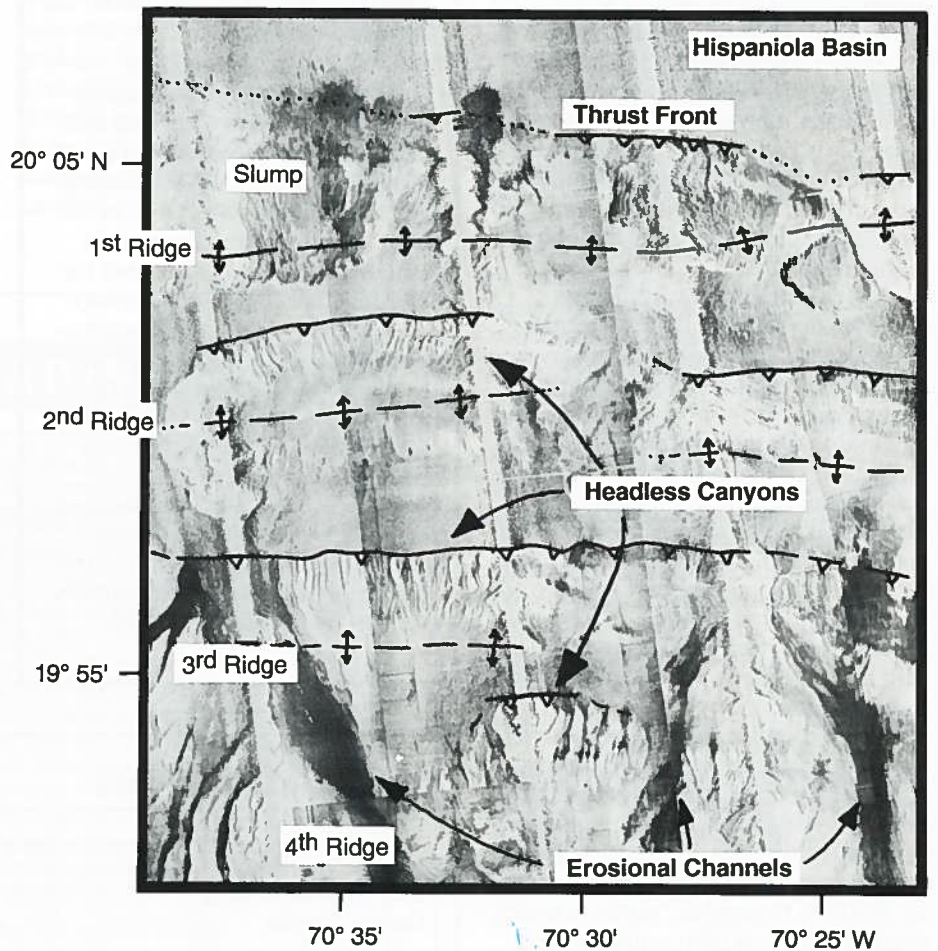 Hispaniola Basin
Thrust Front
20° 05' N
Slump
1st Ridge
2nd Ridge
Headless Canyons
3rd Ridge
19° 55'
4th Ridge
Erosional Channels
70° 35'
70° 30'
70° 25' W